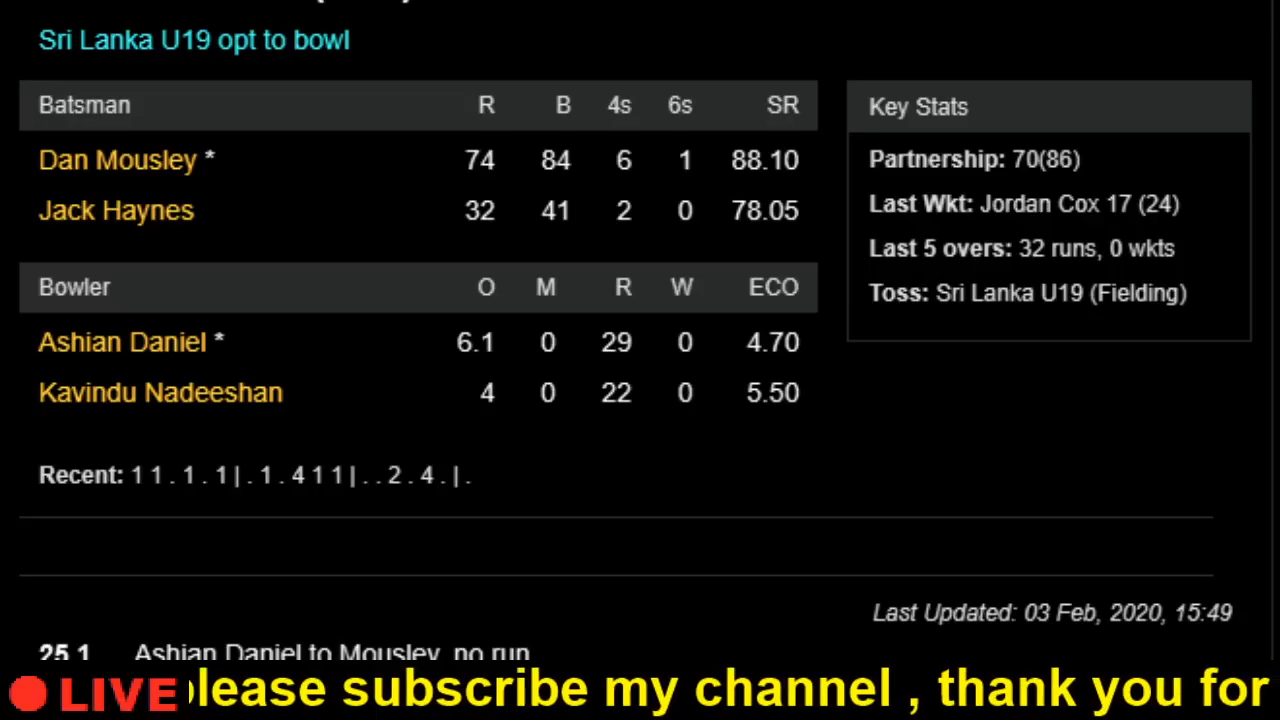 Sri Lanka U19 opt to bowl
Batsman R B 4s 6s SR
Dan Mousley * 74 84 6 1 88.10
Jack Haynes 32 41 2 0 78.05
Bowler O M R W ECO
Ashian Daniel * 6.1 0 29 0 4.70
Kavindu Nadeeshan 4 0 22 0 5.50
Recent: 1 1 . 1 . 1 | . 1 . 4 1 1 | . . 2 . 4 . | .
Key Stats
Partnership: 70(86)
Last Wkt: Jordan Cox 17 (24)
Last 5 overs: 32 runs, 0 wkts
Toss: Sri Lanka U19 (Fielding)
Last Updated: 03 Feb, 2020, 15:49
25.1 Ashian Daniel to Mousley, no run
LIVE please subscribe my channel , thank you for